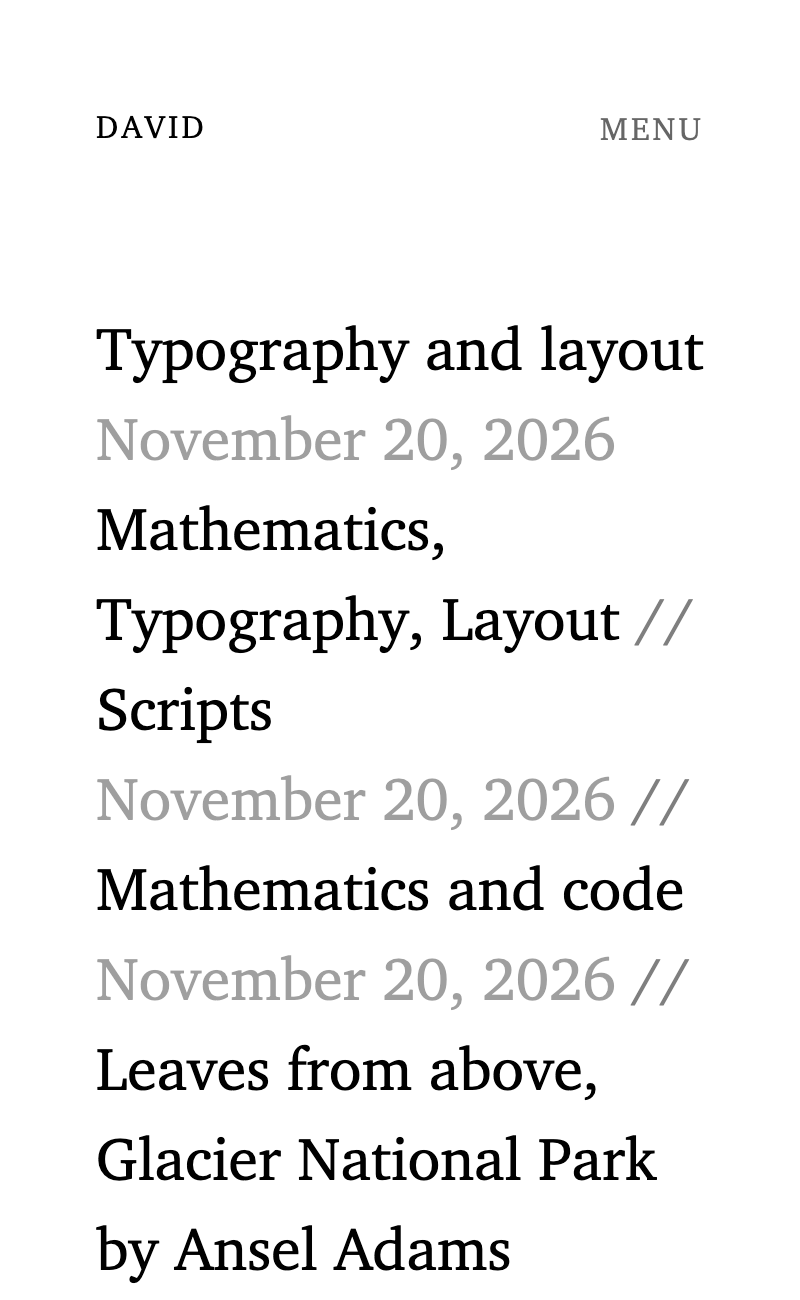 DAVID
MENU
Typography and layout
November 20, 2026
Mathematics,
Typography, Layout //
Scripts
November 20, 2026 //
Mathematics and code
November 20, 2026 //
Leaves from above,
Glacier National Park
by Ansel Adams